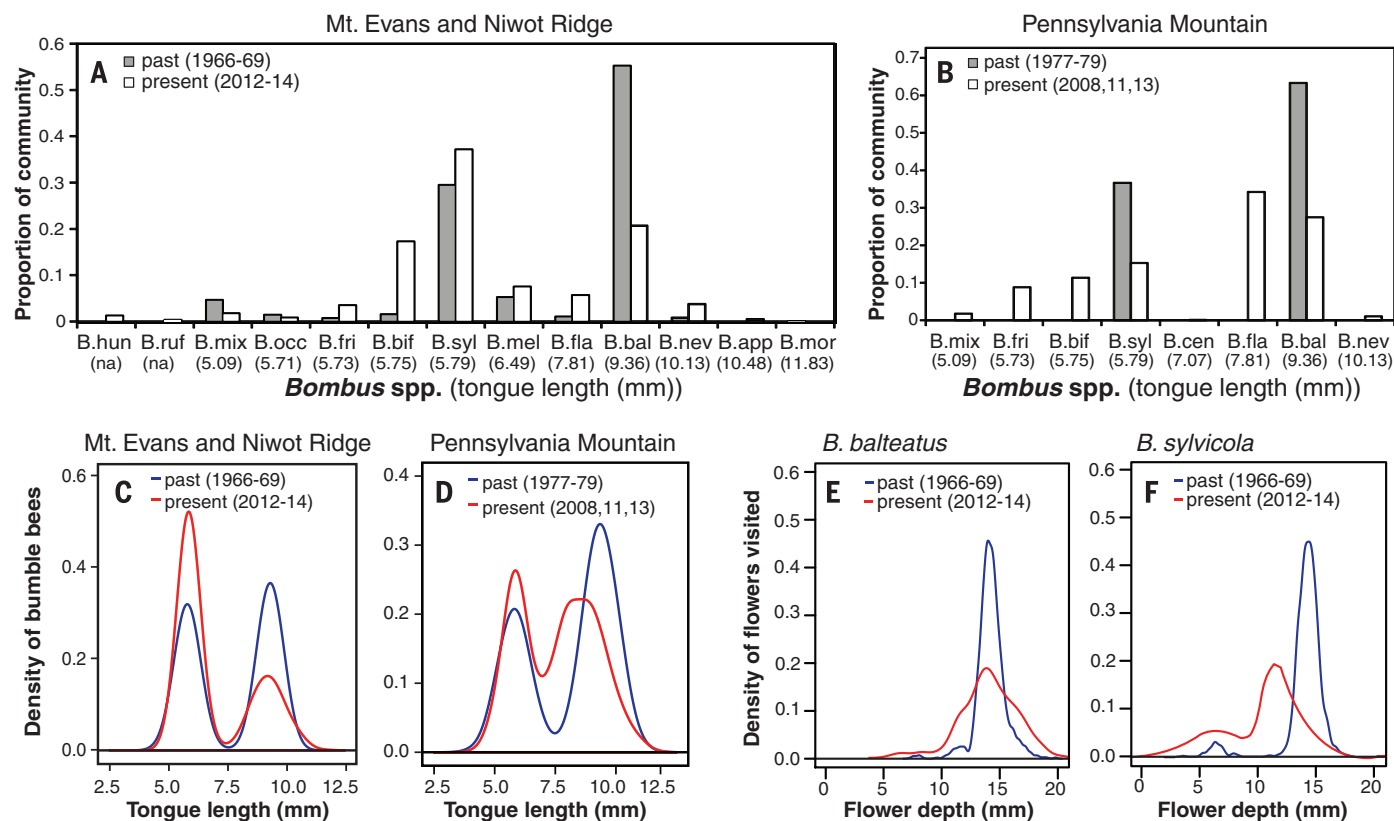 Mt. Evans and Niwot Ridge
A
past (1966-69)
present (2012-14)
Proportion of community
0.6
0.5
0.4
0.3
0.2
0.1
0
B.hun B.ruf B.mix B.occ B.fri B.bif B.syl B.mel B.fla B.bal B.nev B.app B.mor
(na) (na) (5.09) (5.71) (5.73) (5.75) (5.79) (6.49) (7.81) (9.36) (10.13) (10.48) (11.83)
Bombus spp. (tongue length (mm))
Pennsylvania Mountain
B
past (1977-79)
present (2008,11,13)
Proportion of community
0.7
0.6
0.5
0.4
0.3
0.2
0.1
0
B.mix B.fri B.bif B.syl B.cen B.fla B.bal B.nev
(5.09) (5.73) (5.75) (5.79) (7.07) (7.81) (9.36) (10.13)
Bombus spp. (tongue length (mm))
Mt. Evans and Niwot Ridge
C
past (1966-69)
present (2012-14)
Density of bumble bees
0.6
0.4
0.2
0.0
2.5 5.0 7.5 10.0 12.5
Tongue length (mm)
Pennsylvania Mountain
D
past (1977-79)
present (2008,11,13)
0.4
0.3
0.2
0.1
0.0
2.5 5.0 7.5 10.0 12.5
Tongue length (mm)
B. balteatus
E
past (1966-69)
present (2012-14)
Density of flowers visited
0.6
0.5
0.4
0.3
0.2
0.1
0.0
0 5 10 15 20
Flower depth (mm)
B. sylvicola
F
past (1966-69)
present (2012-14)
0.6
0.5
0.4
0.3
0.2
0.1
0.0
0 5 10 15 20
Flower depth (mm)